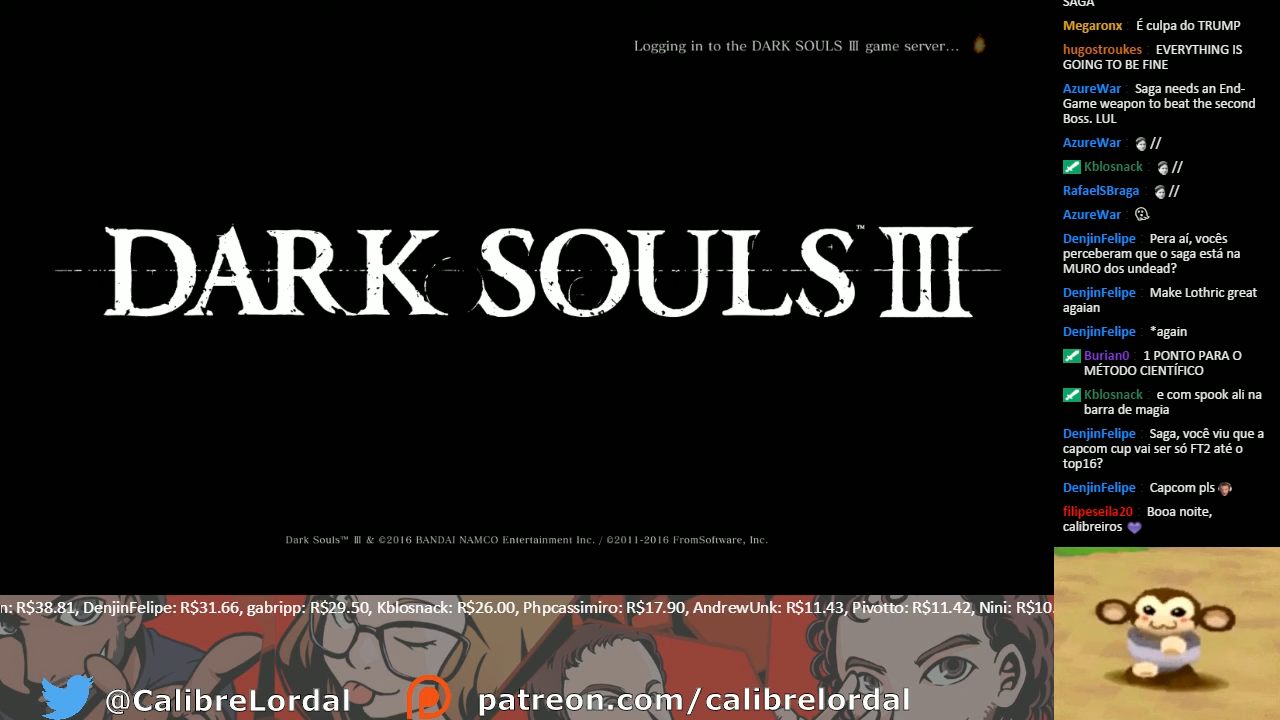 Logging in to the DARK SOULS III game server...
DARK SOULS™ III
Dark Souls™ III & ©2016 BANDAI NAMCO Entertainment Inc. / ©2011-2016 FromSoftware, Inc.
SAGA
Megaronx : É culpa do TRUMP
hugostroukes : EVERYTHING IS
GOING TO BE FINE
AzureWar : Saga needs an End-
Game weapon to beat the second
Boss. LUL
AzureWar : //
Kblosnack : //
RafaelSBraga : //
AzureWar :
DenjinFelipe : Pera aí, vocês
perceberam que o saga está na
MURO dos undead?
DenjinFelipe : Make Lothric great
agaian
DenjinFelipe : *again
Burian0 : 1 PONTO PARA O
MÉTODO CIENTÍFICO
Kblosnack : e com spook ali na
barra de magia
DenjinFelipe : Saga, você viu que a
capcom cup vai ser só FT2 até o
top16?
DenjinFelipe : Capcom pls
filipeseila20 : Booa noite,
calibreiros
n: R$38.81, DenjinFelipe: R$31.66, gabripp: R$29.50, Kblosnack: R$26.00, Phpcassimiro: R$17.90, AndrewUnk: R$11.43, Pivotto: R$11.42, Nini: R$10.
@CalibreLordal
patreon.com/calibrelordal